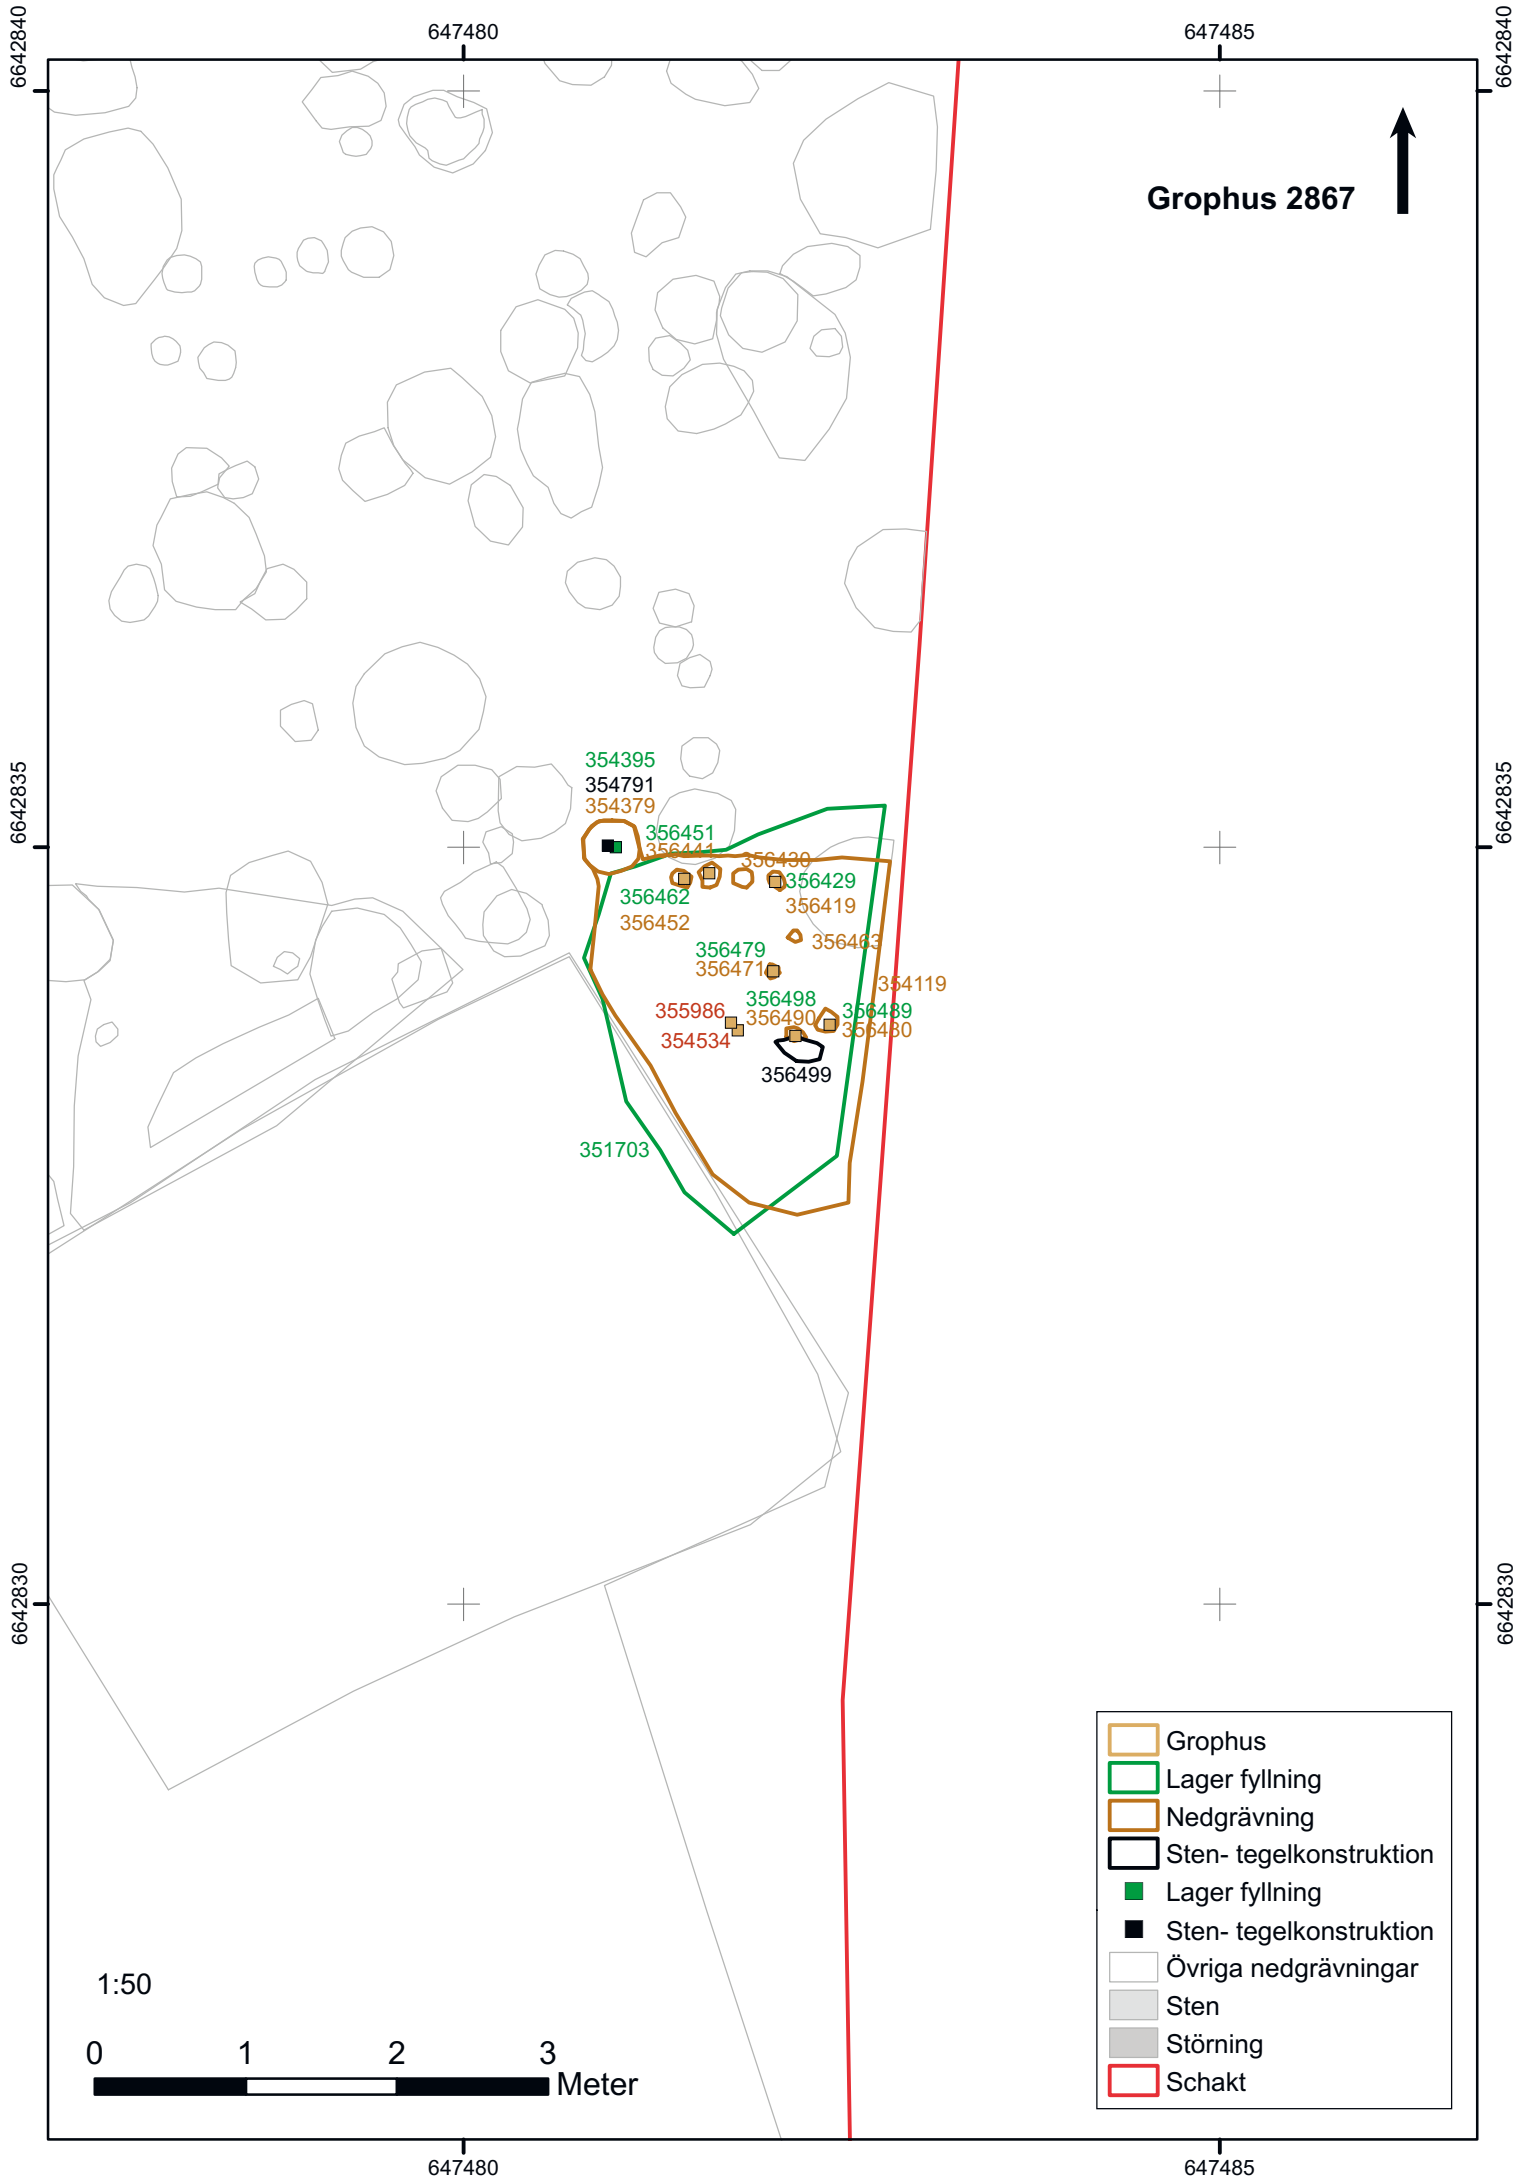 647480
647485
6642840
6642840
Grophus 2867
6642835
6642835
354395
354791
354379
356451
356441
356430
356462
356429
356452
356419
356479
356463
356471
354119
356498
355986
356490
356489
354534
356480
356499
351703
6642830
6642830
Grophus
Lager fyllning
Nedgrävning
Sten- tegelkonstruktion
Lager fyllning
Sten- tegelkonstruktion
Övriga nedgrävningar
Sten
Störning
Schakt
1:50
0 1 2 3
Meter
647480
647485